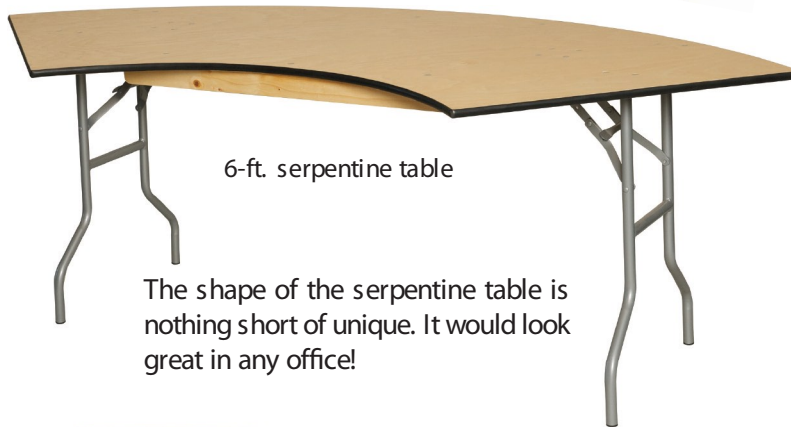 6-ft. serpentine table
The shape of the serpentine table is
nothing short of unique. It would look
great in any office!